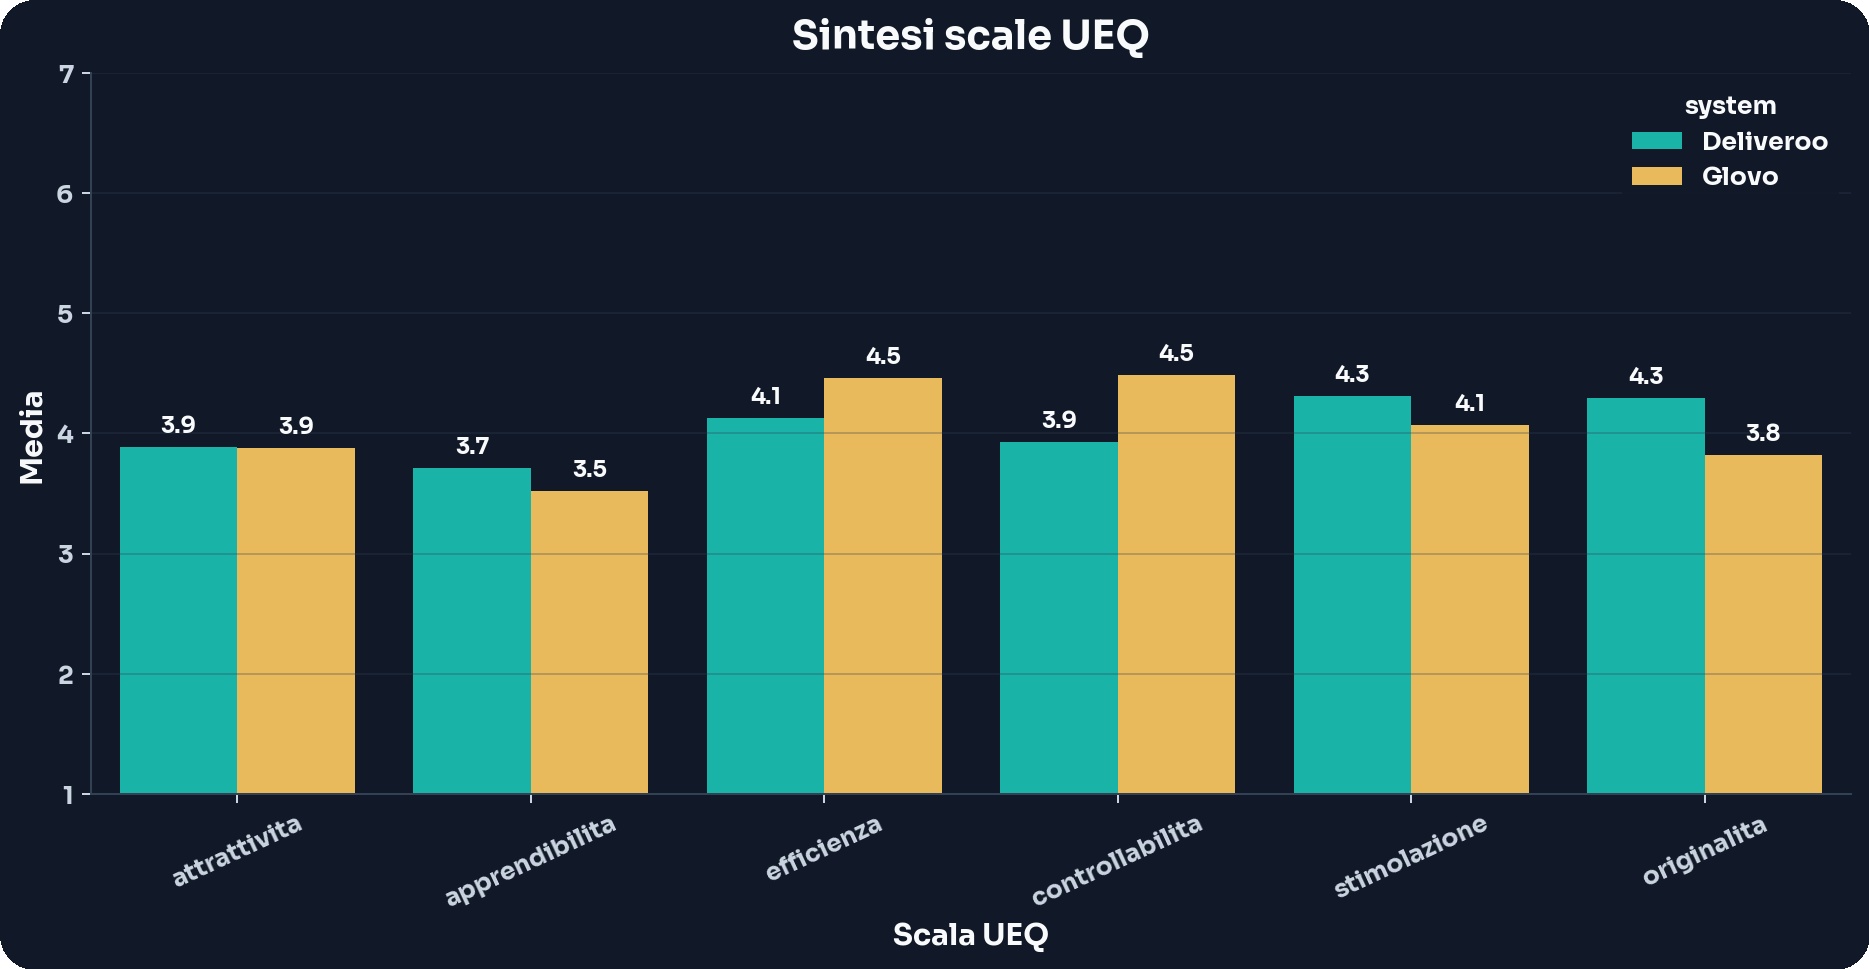 Sintesi scale UEQ
system
Deliveroo
Glovo
Media
7
6
5
4
3
2
1
3.9
3.9
3.7
3.5
4.1
4.5
3.9
4.5
4.3
4.1
4.3
3.8
attrattivita
apprendibilita
efficienza
controllabilita
stimolazione
originalita
Scala UEQ